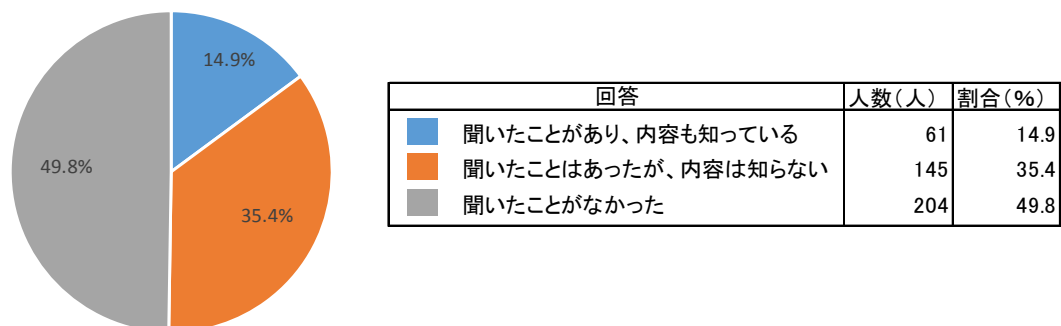 14.9%
35.4%
49.8%
回答 人数(人) 割合(%)
聞いたことがあり、内容も知っている 61 14.9
聞いたことはあったが、内容は知らない 145 35.4
聞いたことがなかった 204 49.8